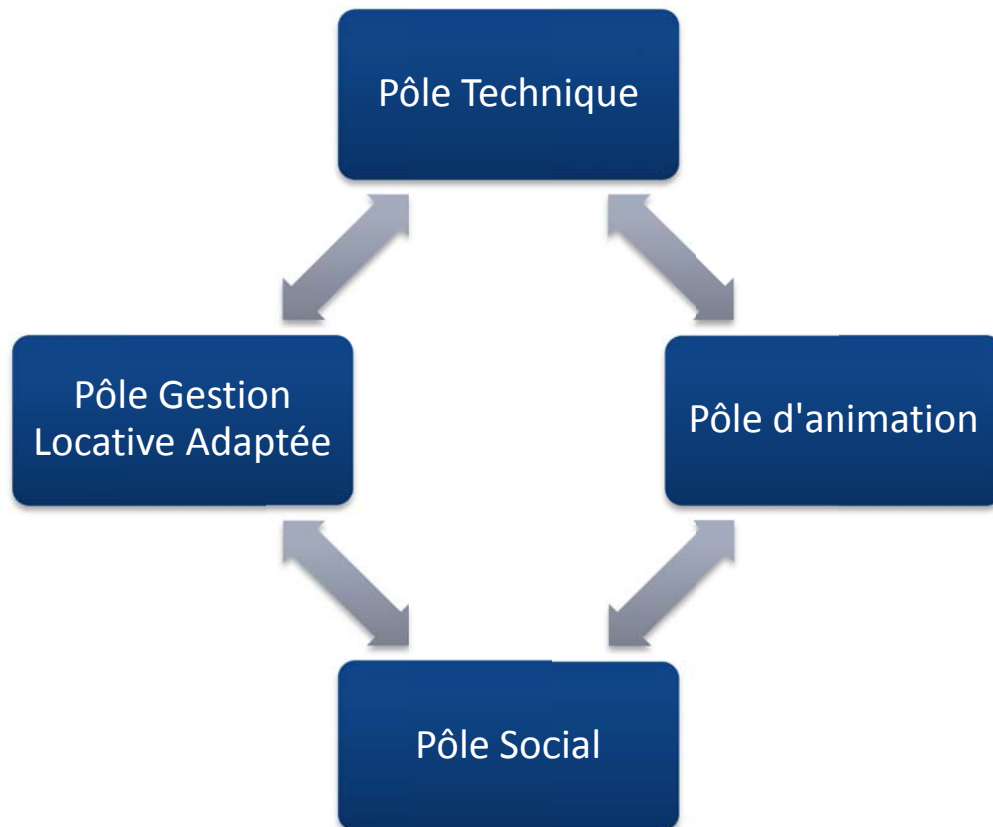 Pôle Technique
Pôle Gestion
Locative Adaptée
Pôle d'animation
Pôle Social